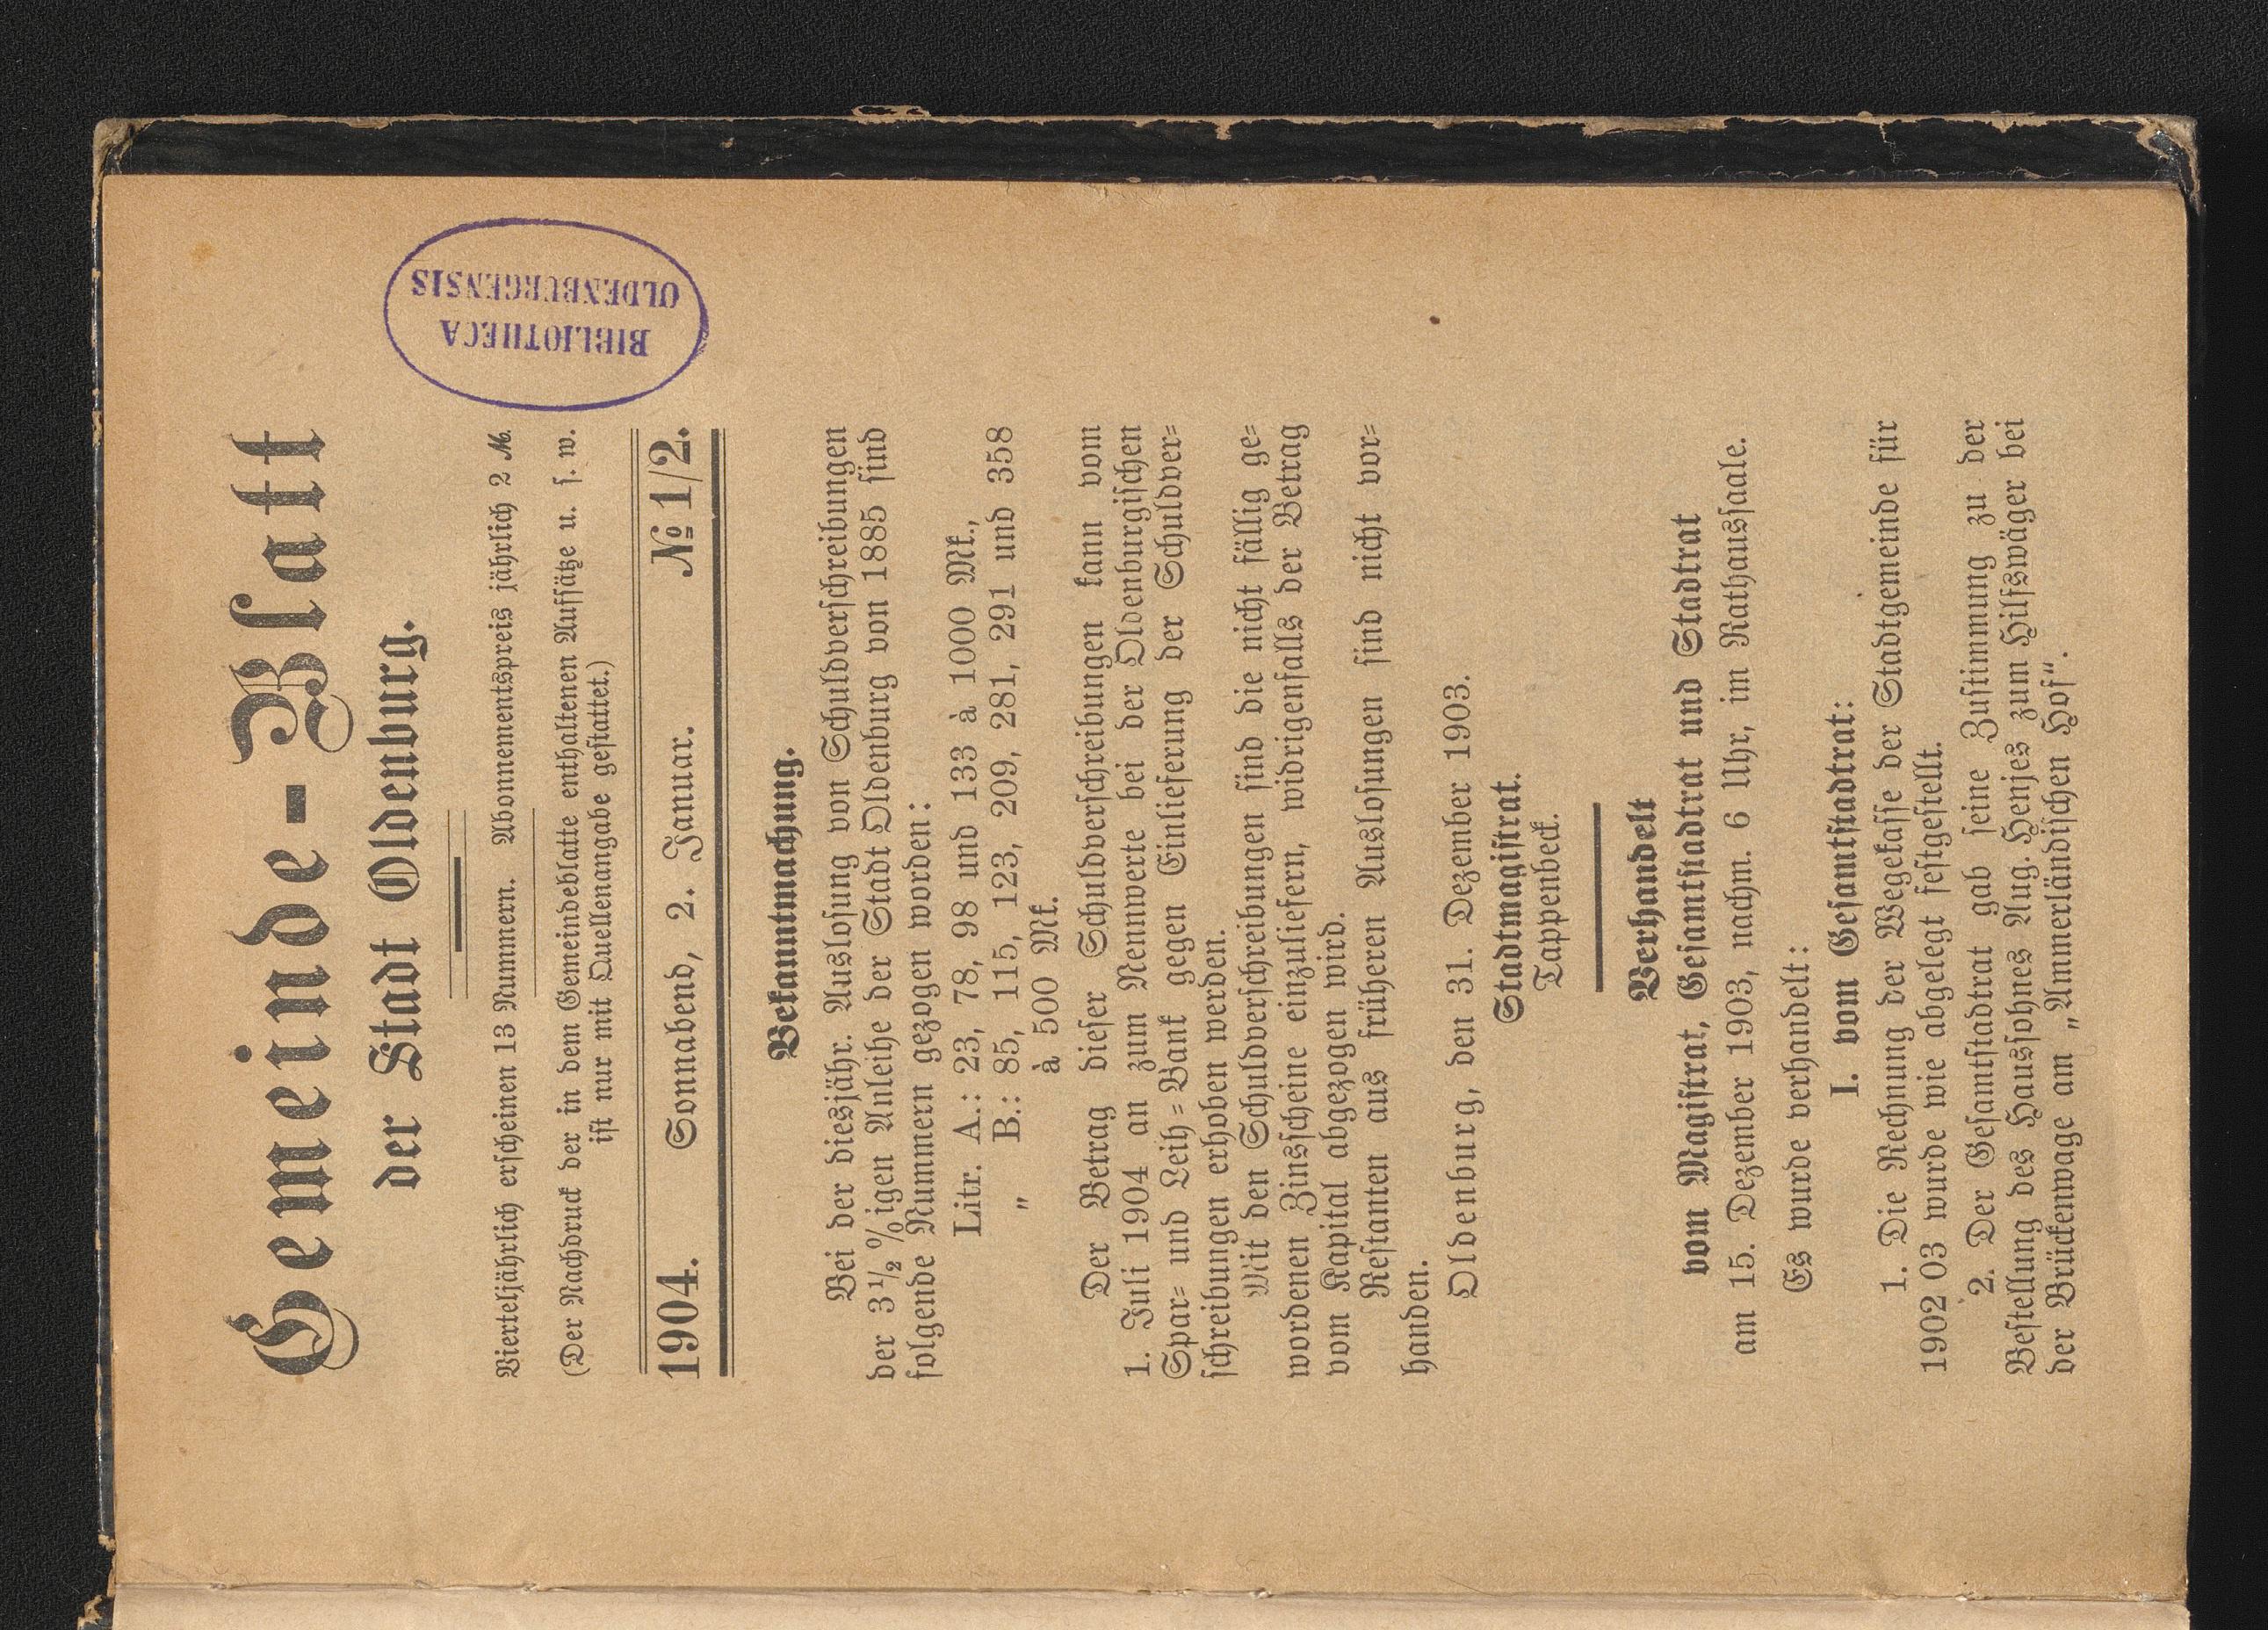 Gemeinde-Blatt
der Stadt Oldenburg.
Vierteljährlich erscheinen 13 Nummern. Abonnementspreis jährlich 2 ℳ.
(Der Nachdruck der in dem Gemeindeblatte enthaltenen Aufsätze u. s. w.
ist nur mit Quellenangabe gestattet.)
1904. Sonnabend, 2. Januar. № 1/2.
BIBLIOTHECA
OLDENBURGENSIS
Bekanntmachung.
Bei der diesjähr. Auslosung von Schuldverschreibungen
der 3½ %igen Anleihe der Stadt Oldenburg von 1885 sind
folgende Nummern gezogen worden:
Litr. A.: 23, 78, 98 und 133 à 1000 Mk.,
„ B.: 85, 115, 123, 209, 281, 291 und 358
à 500 Mk.
Der Betrag dieser Schuldverschreibungen kann vom
1. Juli 1904 an zum Nennwerte bei der Oldenburgischen
Spar= und Leih=Bank gegen Einlieferung der Schuldver=
schreibungen erhoben werden.
Mit den Schuldverschreibungen sind die nicht fällig ge=
wordenen Zinsscheine einzuliefern, widrigenfalls der Betrag
vom Kapital abgezogen wird.
Restanten aus früheren Auslosungen sind nicht vor=
handen.
Oldenburg, den 31. Dezember 1903.
Stadtmagistrat.
Tappenbeck.
Verhandelt
vom Magistrat, Gesamtstadtrat und Stadtrat
am 15. Dezember 1903, nachm. 6 Uhr, im Rathaussaale.
Es wurde verhandelt:
I. vom Gesamtstadtrat:
1. Die Rechnung der Wegekasse der Stadtgemeinde für
1902 03 wurde wie abgelegt festgestellt.
2. Der Gesamtstadtrat gab seine Zustimmung zu der
Bestellung des Haussohnes Aug. Henjes zum Hilfswäger bei
der Brückenwage am „Ammerländischen Hof“.